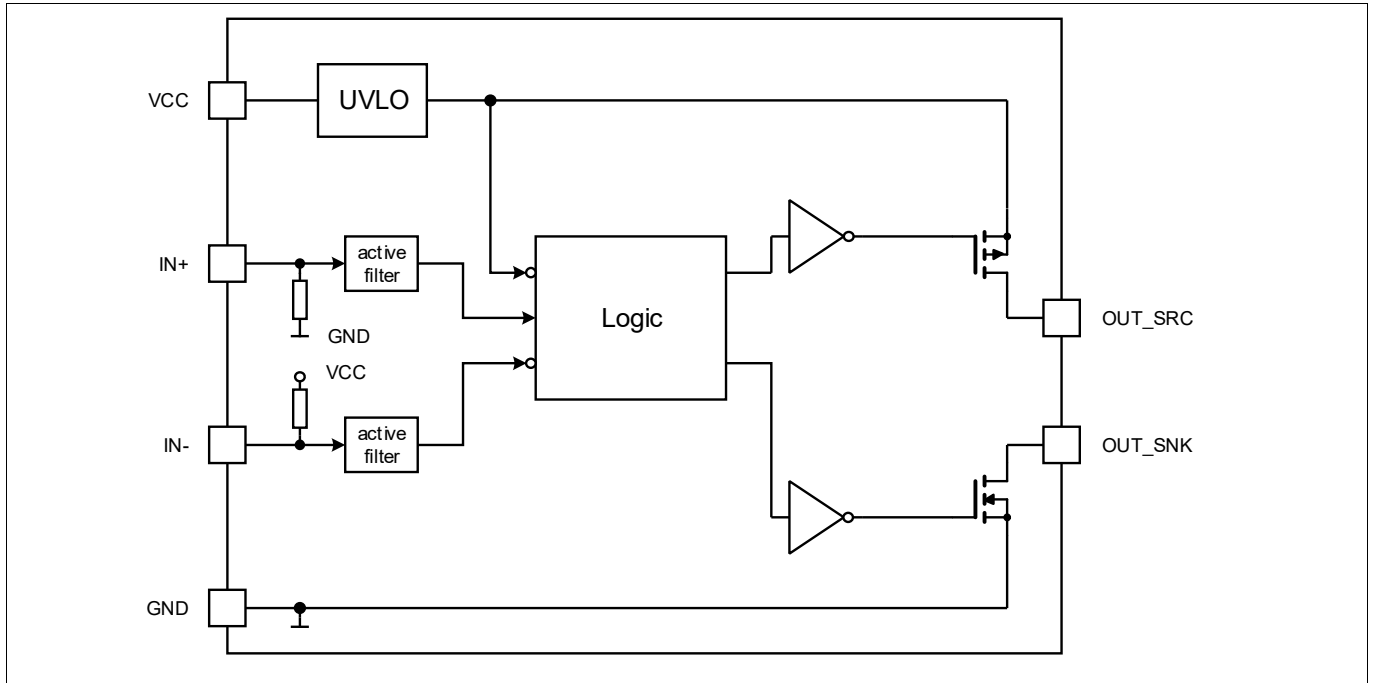 VCC
UVLO
IN+
active
filter
GND
Logic
OUT_SRC
VCC
IN-
active
filter
OUT_SNK
GND